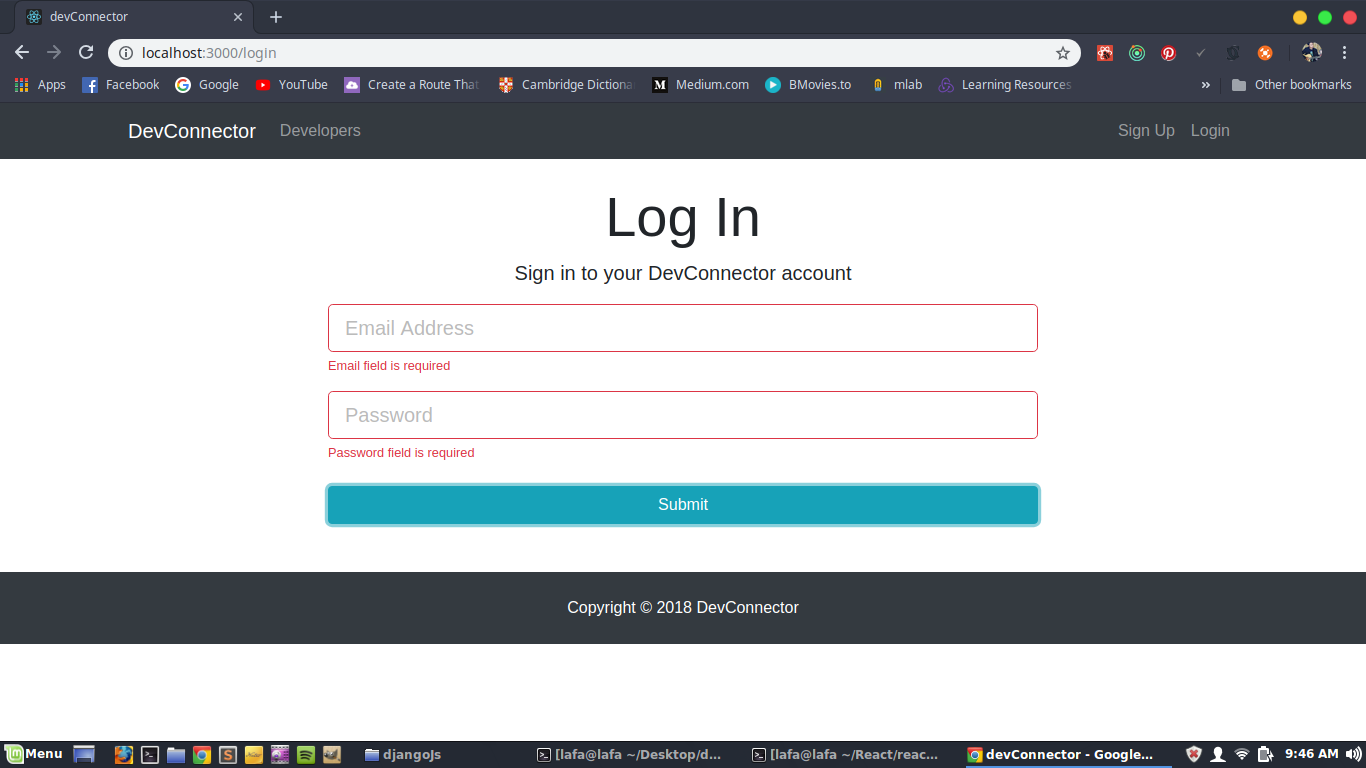 devConnector
localhost:3000/login
Apps Facebook Google YouTube Create a Route That Cambridge Dictiona Medium.com BMovies.to mlab Learning Resources » Other bookmarks
DevConnector Developers Sign Up Login
Log In
Sign in to your DevConnector account
Email Address
Email field is required
Password
Password field is required
Submit
Copyright © 2018 DevConnector
Menu djangoJs [lafa@lafa ~/Desktop/d... [lafa@lafa ~/React/reac... devConnector - Google... 9:46 AM